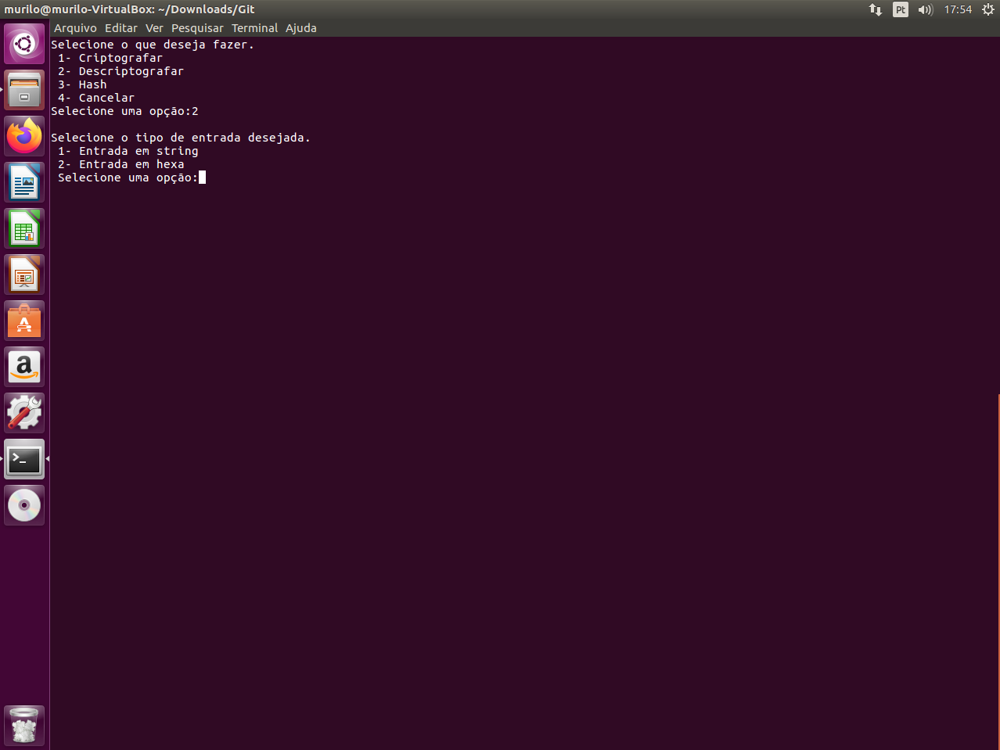 murilo@murilo-VirtualBox: ~/Downloads/Git
Pt
17:54
Arquivo Editar Ver Pesquisar Terminal Ajuda
Selecione o que deseja fazer.
1- Criptografar
2- Descriptografar
3- Hash
4- Cancelar
Selecione uma opção:2
Selecione o tipo de entrada desejada.
1- Entrada em string
2- Entrada em hexa
Selecione uma opção: